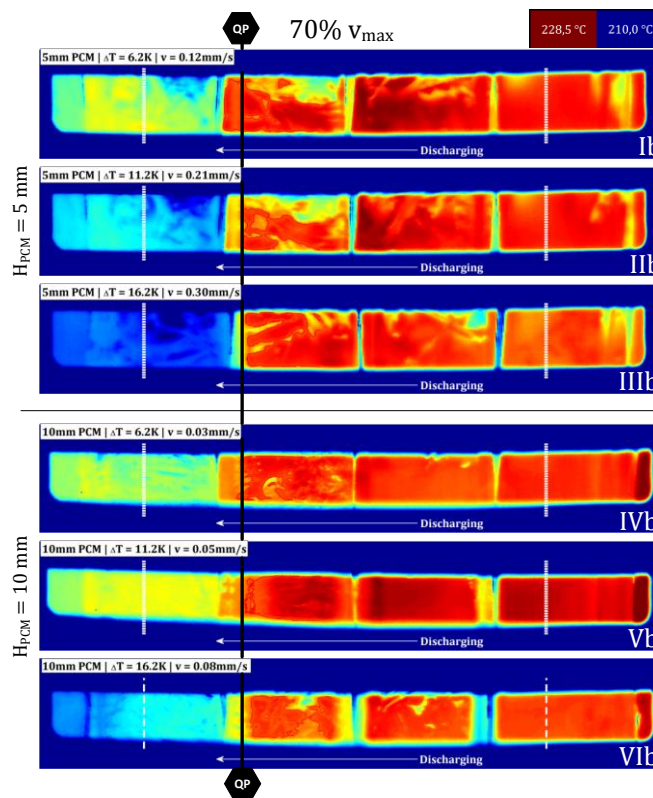 QP
70% vmax
228,5 °C 210,0 °C
HPCM = 5 mm
5mm PCM | ΔT = 6.2K | v = 0.12mm/s
Discharging
Ib
5mm PCM | ΔT = 11.2K | v = 0.21mm/s
Discharging
IIb
5mm PCM | ΔT = 16.2K | v = 0.30mm/s
Discharging
IIIb
HPCM = 10 mm
10mm PCM | ΔT = 6.2K | v = 0.03mm/s
Discharging
IVb
10mm PCM | ΔT = 11.2K | v = 0.05mm/s
Discharging
Vb
10mm PCM | ΔT = 16.2K | v = 0.08mm/s
Discharging
VIb
QP